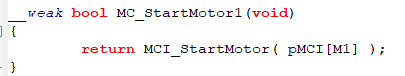 __weak bool MC_StartMotor1(void)
{
        return MCI_StartMotor( pMCI[M1] );
}